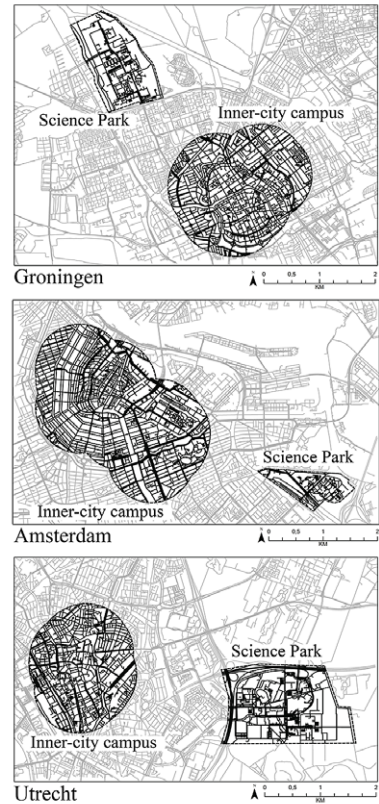 Science Park
Inner-city campus
Groningen
N
0 0,5 1 2
KM
Science Park
Inner-city campus
Amsterdam
N
0 0,5 1 2
KM
Science Park
Inner-city campus
Utrecht
N
0 0,5 1 2
KM